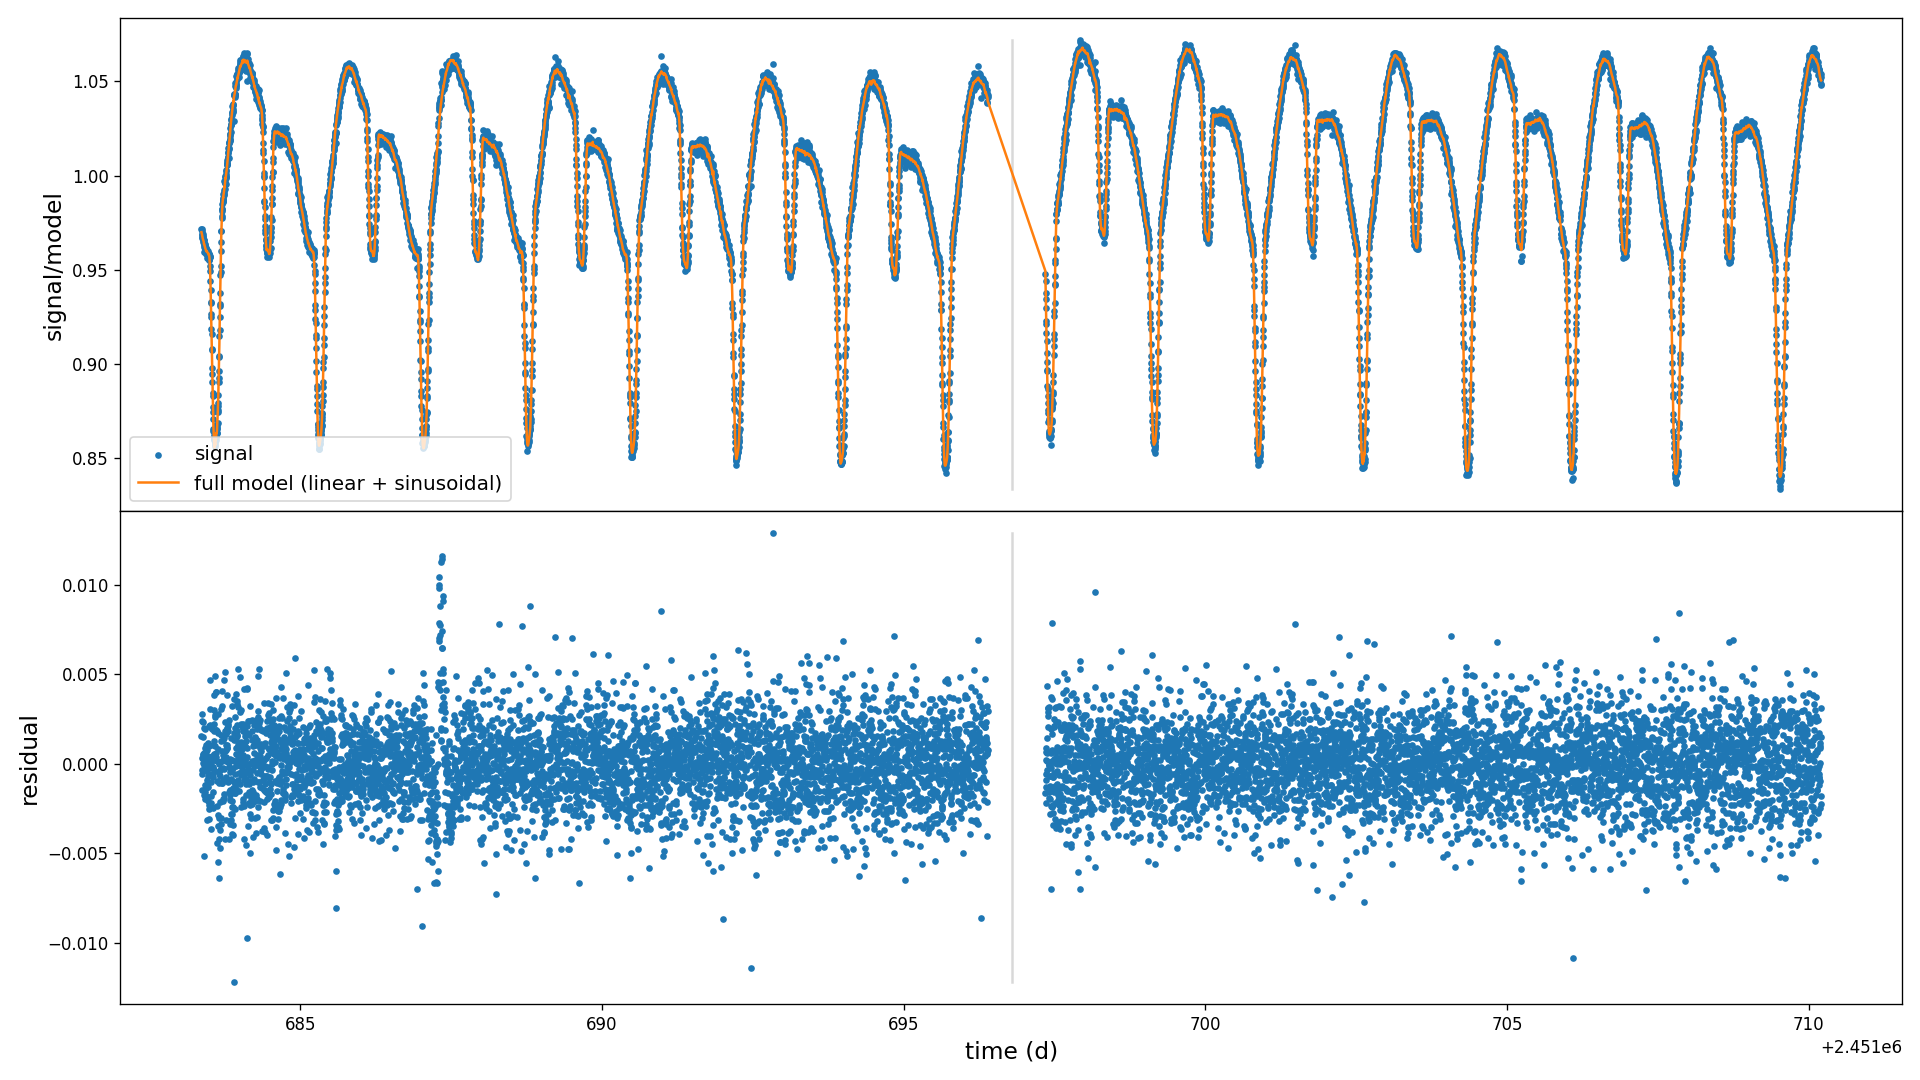 signal/model
1.05
1.00
0.95
0.90
0.85
signal
full model (linear + sinusoidal)
residual
0.010
0.005
0.000
−0.005
−0.010
685
690
695
700
705
710
time (d)
+2.451e6